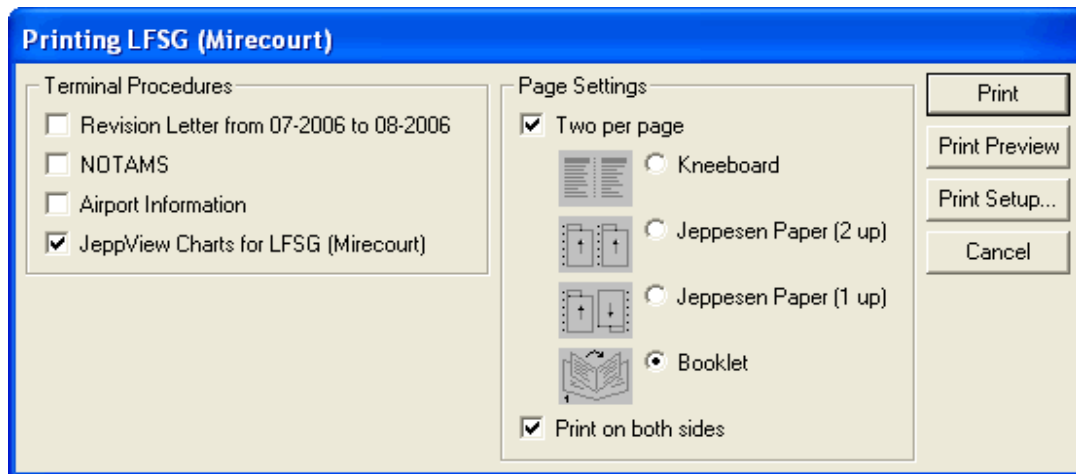 Printing LFSG (Mirecourt)
Terminal Procedures
Revision Letter from 07-2006 to 08-2006
NOTAMS
Airport Information
JeppView Charts for LFSG (Mirecourt)
Page Settings
Two per page
Kneeboard
Jeppesen Paper (2 up)
Jeppesen Paper (1 up)
1
Booklet
Print on both sides
Print
Print Preview
Print Setup...
Cancel